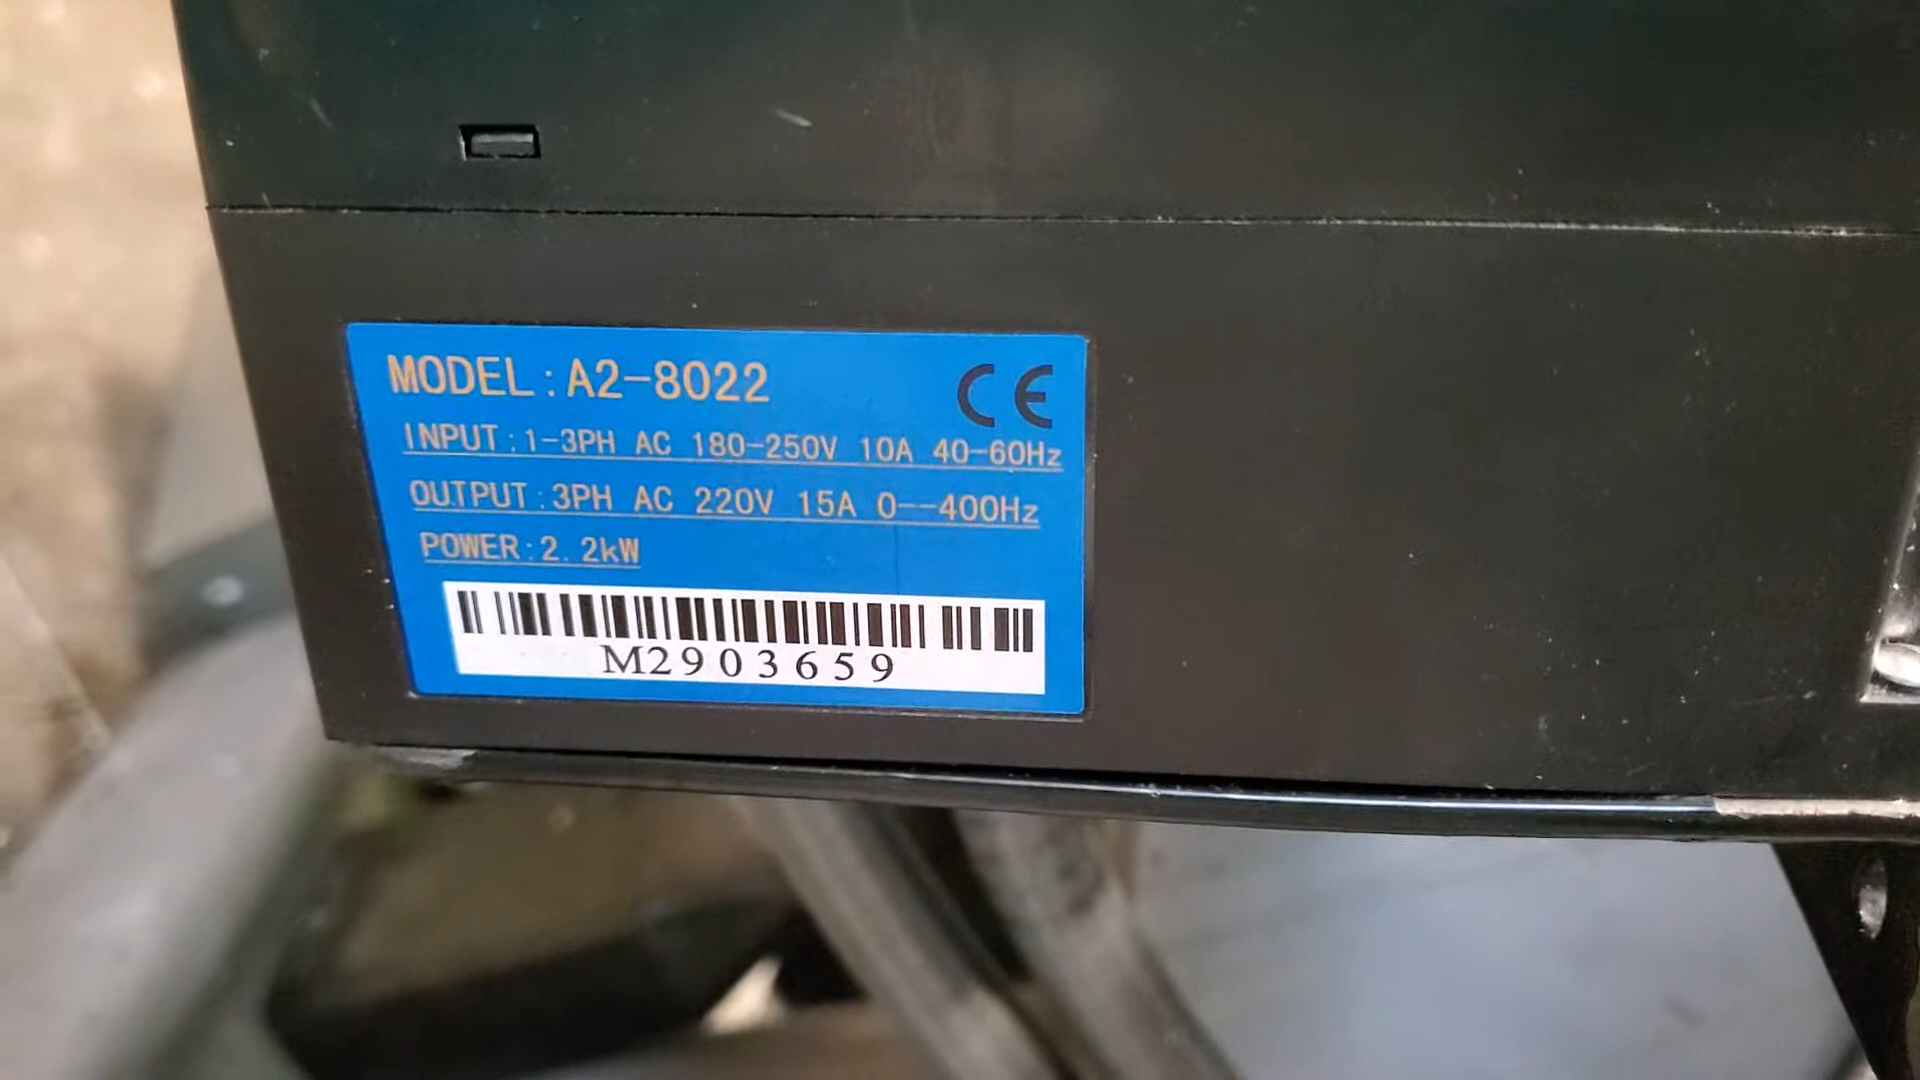 MODEL:A2-8022 CE
INPUT:1-3PH AC 180-250V 10A 40-60Hz
OUTPUT:3PH AC 220V 15A 0--400Hz
POWER:2.2kW
M2903659